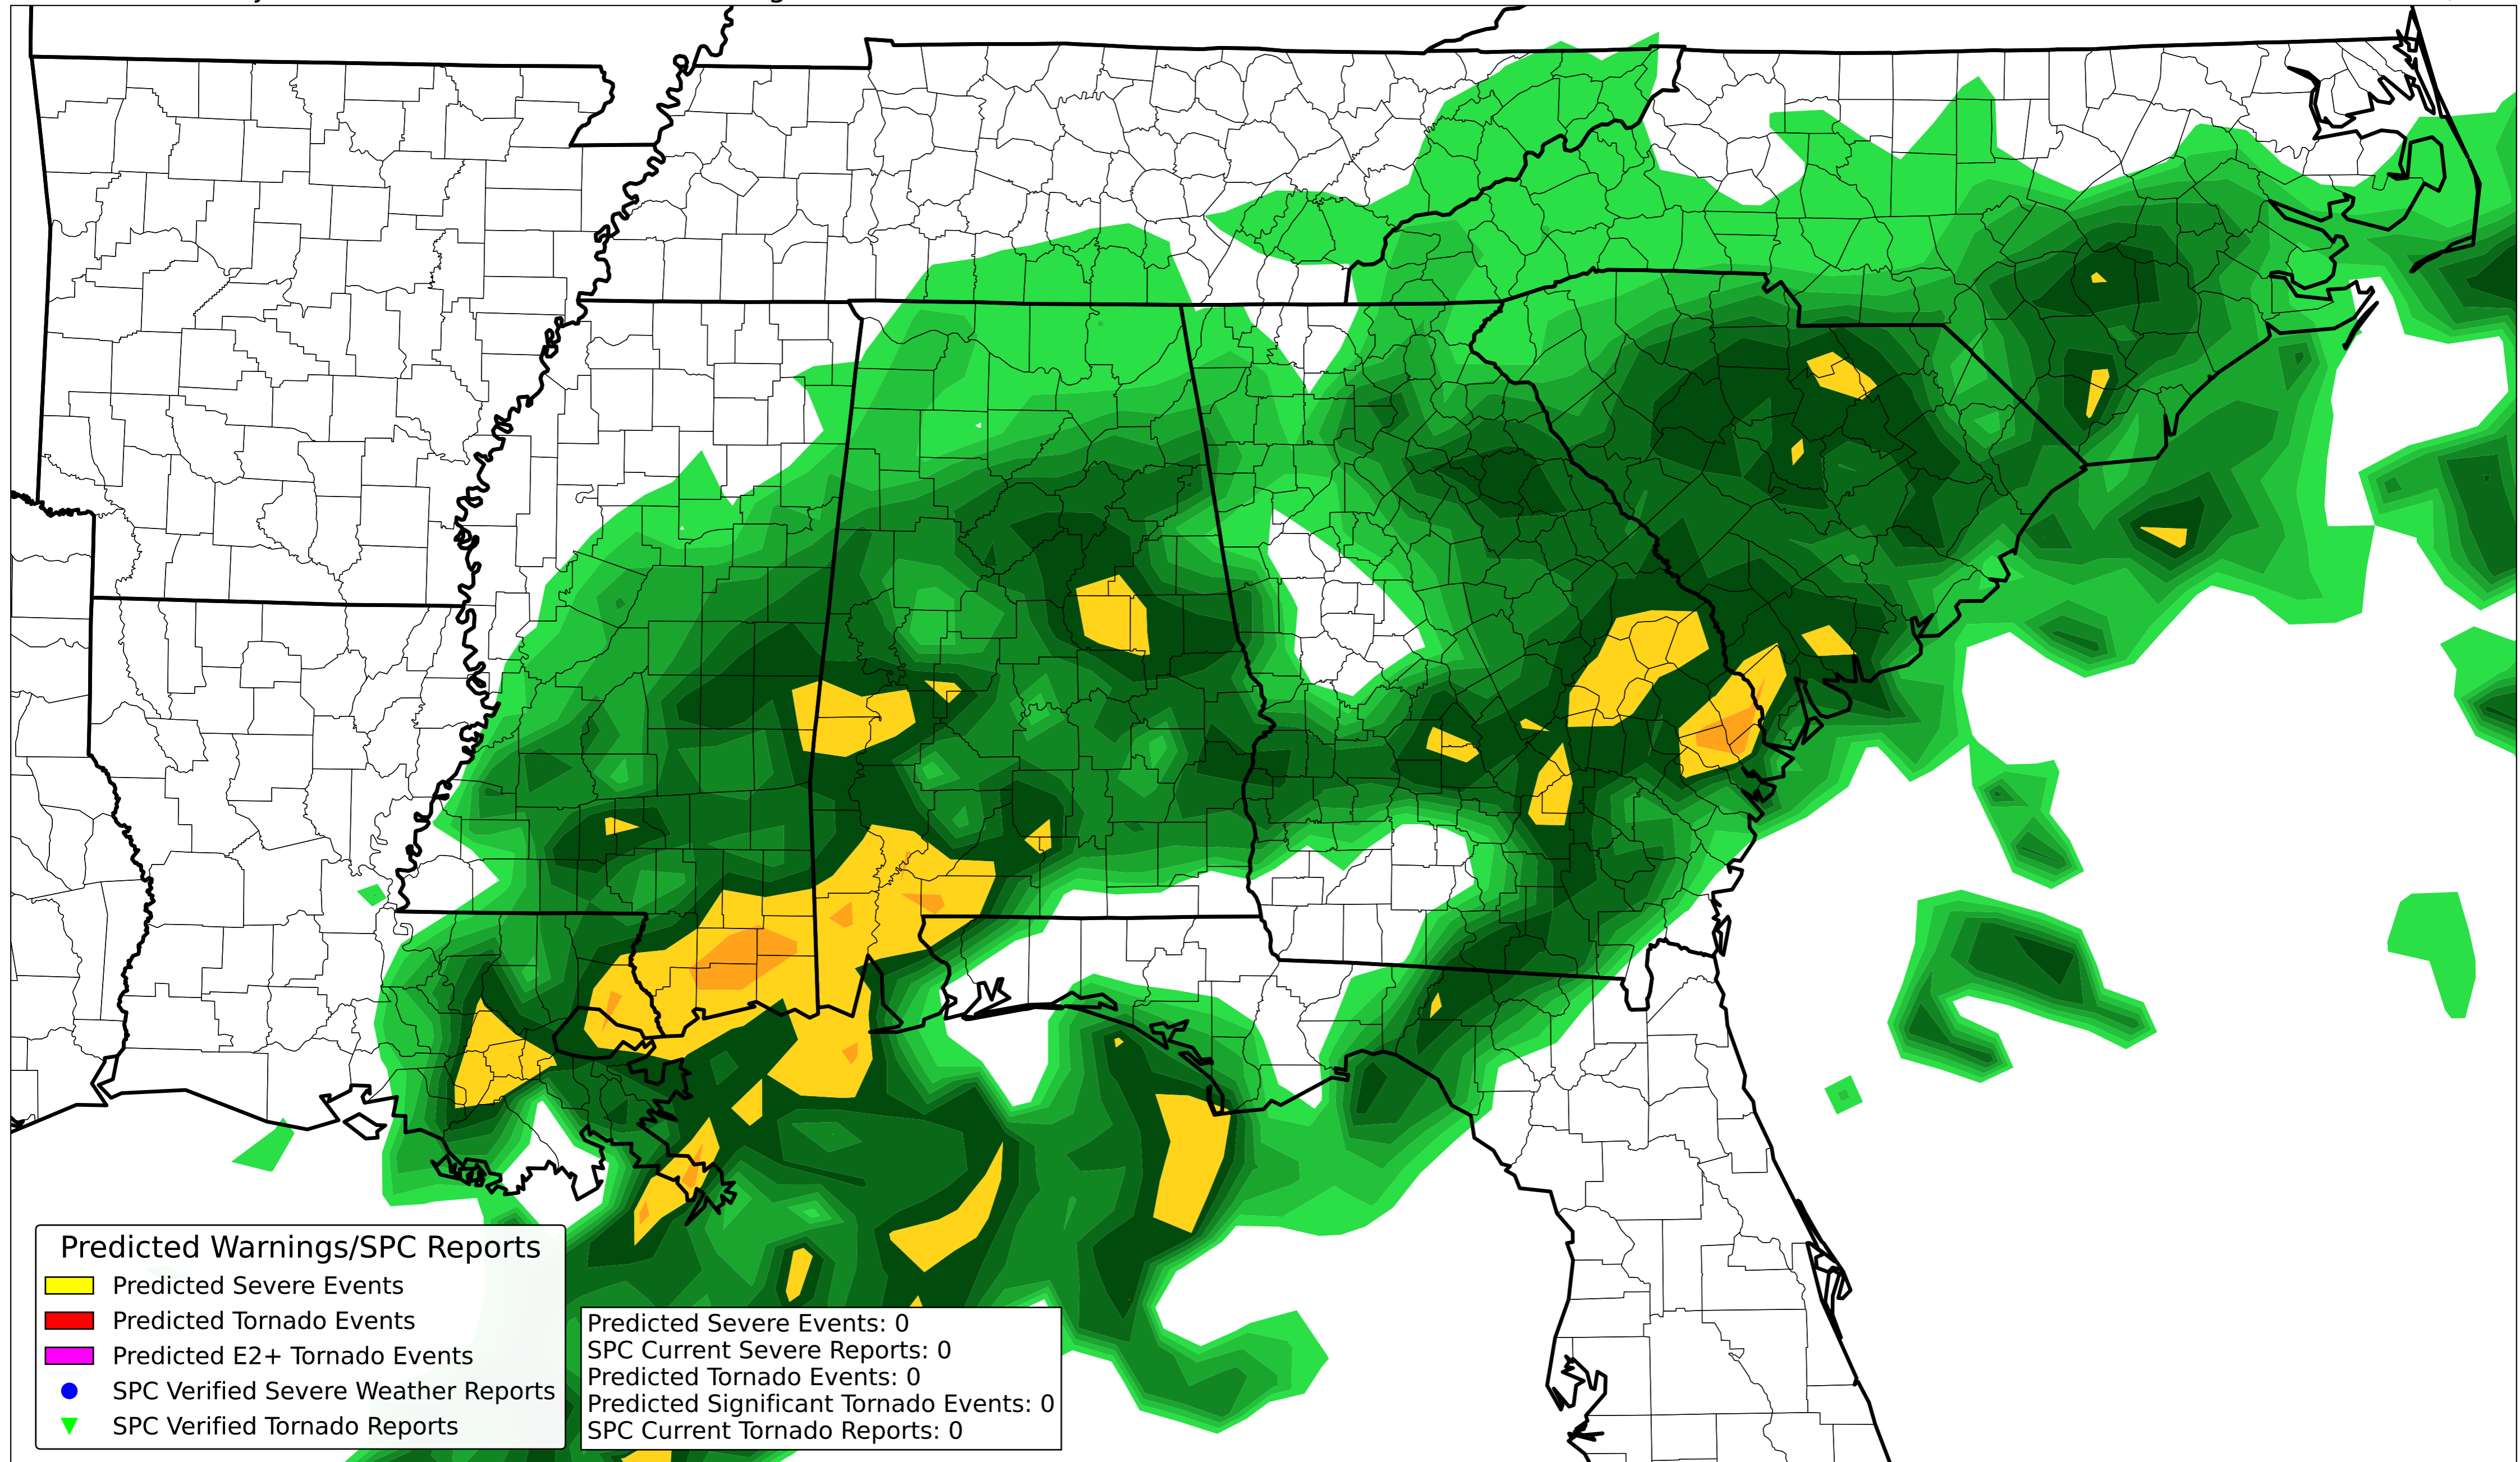 Predicted Warnings/SPC Reports
Predicted Severe Events
Predicted Tornado Events
Predicted E2+ Tornado Events
SPC Verified Severe Weather Reports
SPC Verified Tornado Reports
Predicted Severe Events: 0
SPC Current Severe Reports: 0
Predicted Tornado Events: 0
Predicted Significant Tornado Events: 0
SPC Current Tornado Reports: 0